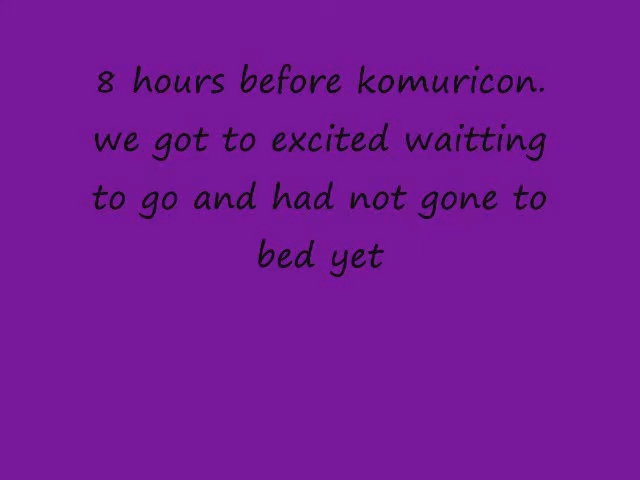 8 hours before komuricon.
we got to excited waitting
to go and had not gone to
bed yet